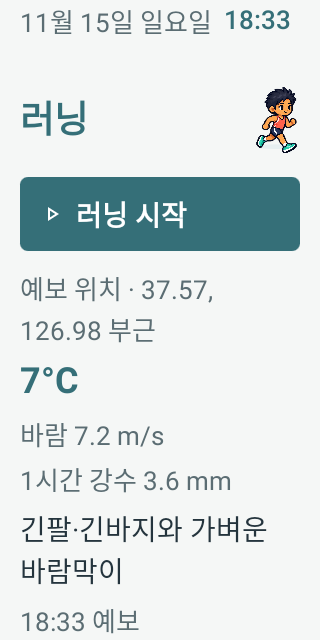 11월 15일 일요일 18:33
러닝
러닝 시작
예보 위치 · 37.57,
126.98 부근
7°C
바람 7.2 m/s
1시간 강수 3.6 mm
긴팔·긴바지와 가벼운
바람막이
18:33 예보